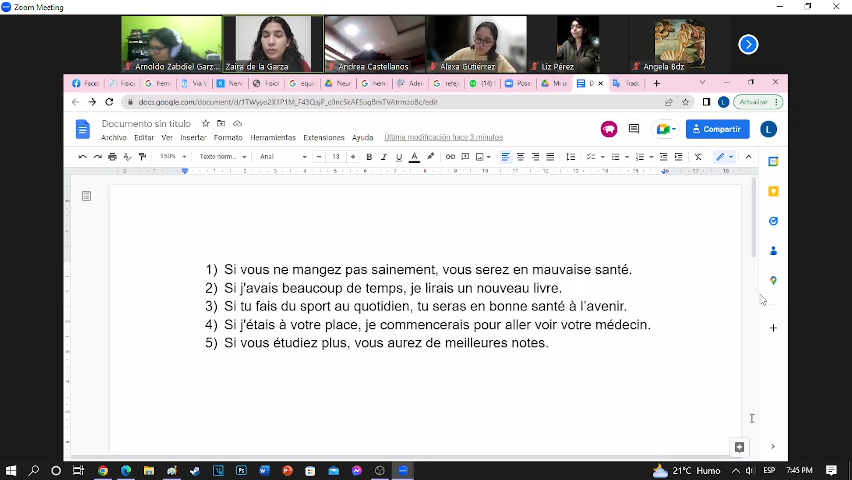 Zoom Meeting
Arnoldo Zabdiel Garz...
Zaira de la Garza
Andrea Castellanos
Alexa Gutiérrez
Liz Pérez
Angela Bdz
docs.google.com/document/d/
Actualizar
Documento sin título
Archivo Editar Ver Insertar Formato Herramientas Extensiones Ayuda Última modificación hace 3 minutos
Compartir
L
150% Texto norm... Arial 13
1) Si vous ne mangez pas sainement, vous serez en mauvaise santé.
2) Si j'avais beaucoup de temps, je lirais un nouveau livre.
3) Si tu fais du sport au quotidien, tu seras en bonne santé à l'avenir.
4) Si j'étais à votre place, je commencerais pour aller voir votre médecin.
5) Si vous étudiez plus, vous aurez de meilleures notes.
21°C Humo ESP 7:45 PM